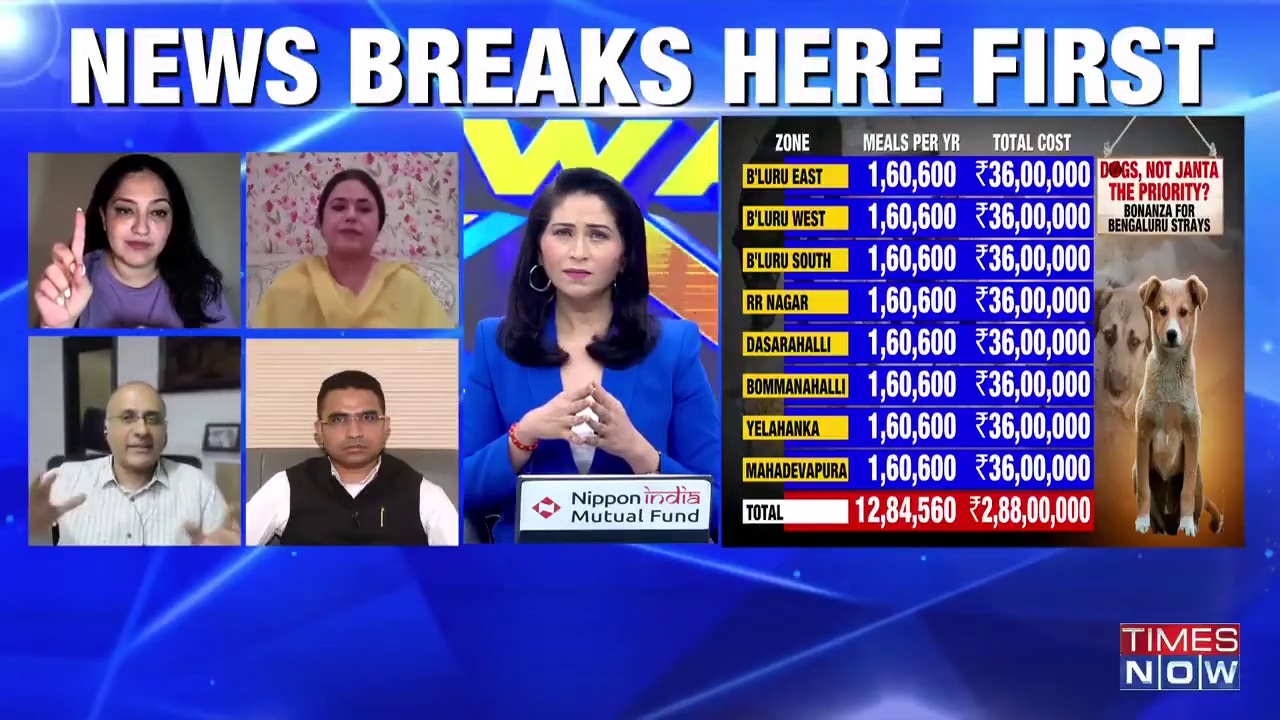 NEWS BREAKS HERE FIRST
WA
ZONE MEALS PER YR TOTAL COST
B'LURU EAST 1,60,600 ₹36,00,000
B'LURU WEST 1,60,600 ₹36,00,000
B'LURU SOUTH 1,60,600 ₹36,00,000
RR NAGAR 1,60,600 ₹36,00,000
DASARAHALLI 1,60,600 ₹36,00,000
BOMMANAHALLI 1,60,600 ₹36,00,000
YELAHANKA 1,60,600 ₹36,00,000
MAHADEVAPURA 1,60,600 ₹36,00,000
TOTAL 12,84,560 ₹2,88,00,000
DOGS, NOT JANTA
THE PRIORITY?
BONANZA FOR
BENGALURU STRAYS
Nippon india
Mutual Fund
TIMES
NOW